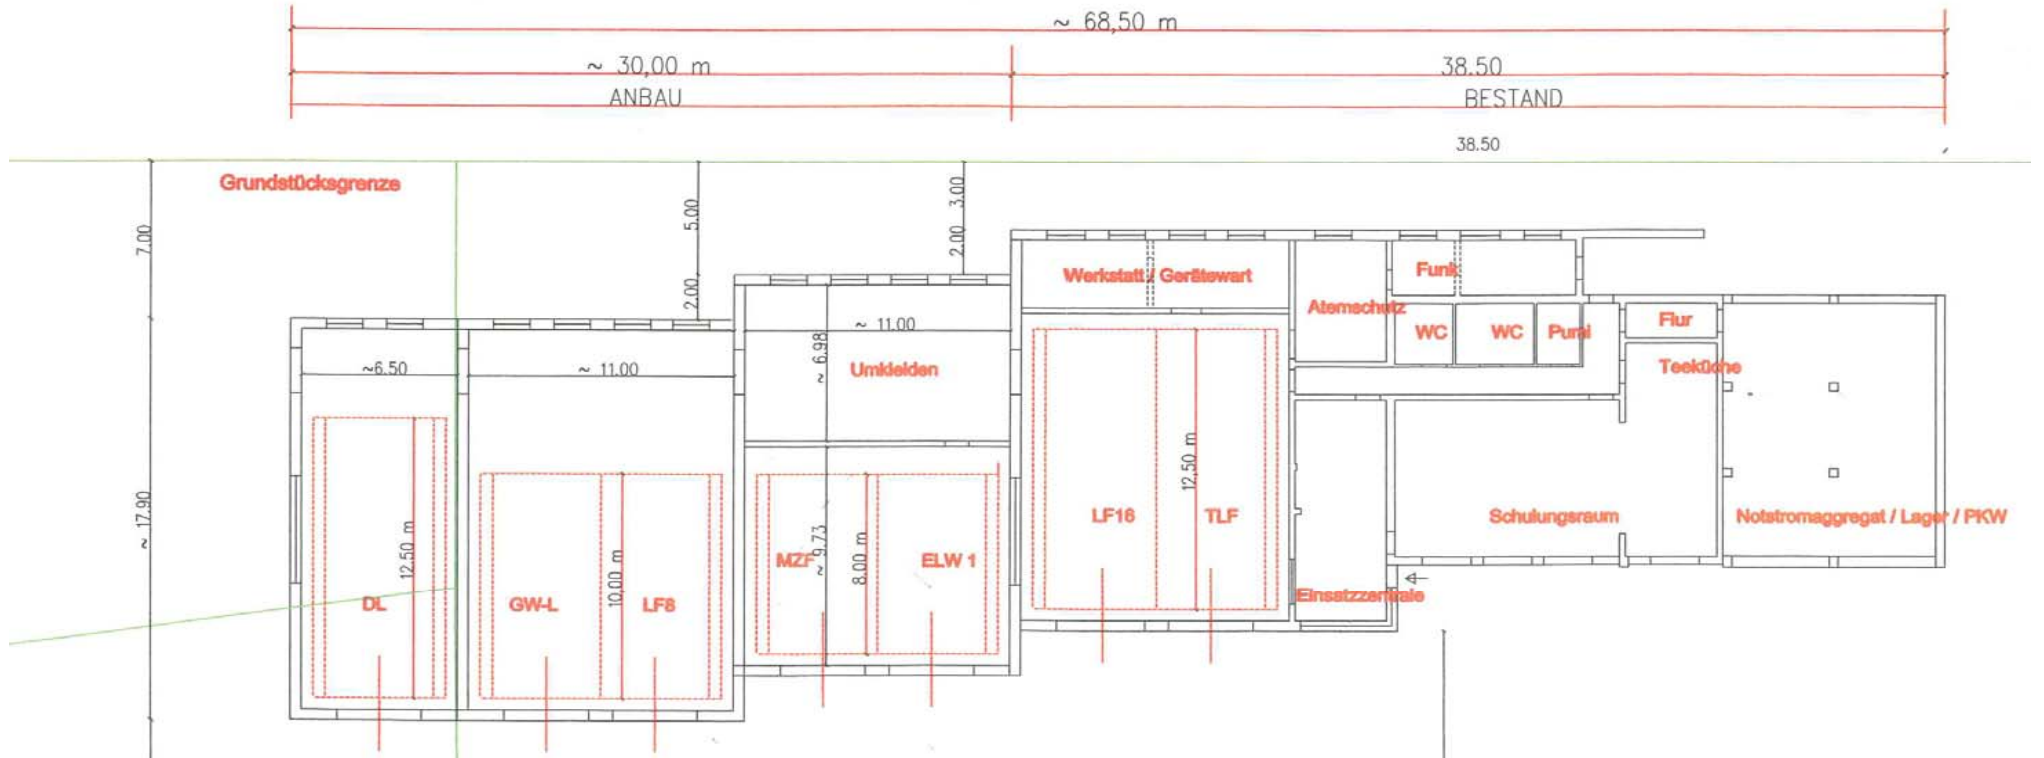 ~ 68,50 m
~ 30,00 m
38.50
ANBAU
BESTAND
38.50
Grundstücksgrenze
7.00
5.00
2.00
3.00
2.00
Werkstatt / Gerätewart
Funk
Atemschutz
WC
WC
Pumi
Flur
Teeküche
~ 11.00
~ 6.98
Umkleiden
~6.50
~ 11.00
~ 17.90
12.50 m
DL
GW-L
10,00 m
LF8
MZF
~ 9.73
8.00 m
ELW 1
LF16
12,50 m
TLF
Schulungsraum
Notstromaggregat / Lager / PKW
Einsatzzentrale